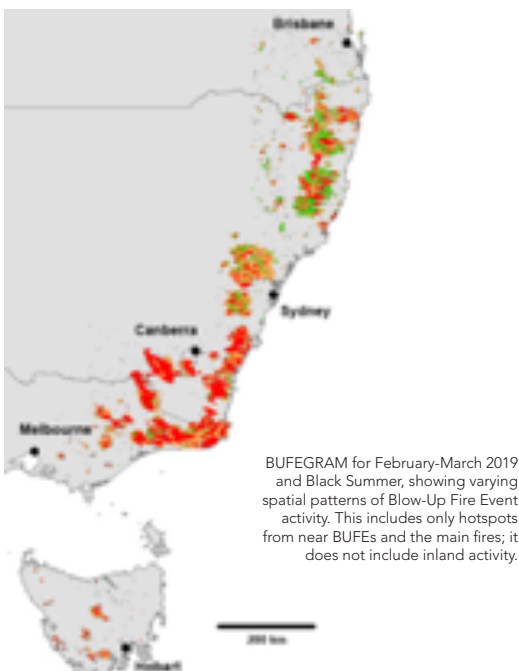 Brisbane
Sydney
Canberra
Melbourne
BUFEGRAM for February-March 2019
and Black Summer, showing varying
spatial patterns of Blow-Up Fire Event
activity. This includes only hotspots
from near BUFEs and the main fires; it
does not include inland activity.
200 km
Hobart